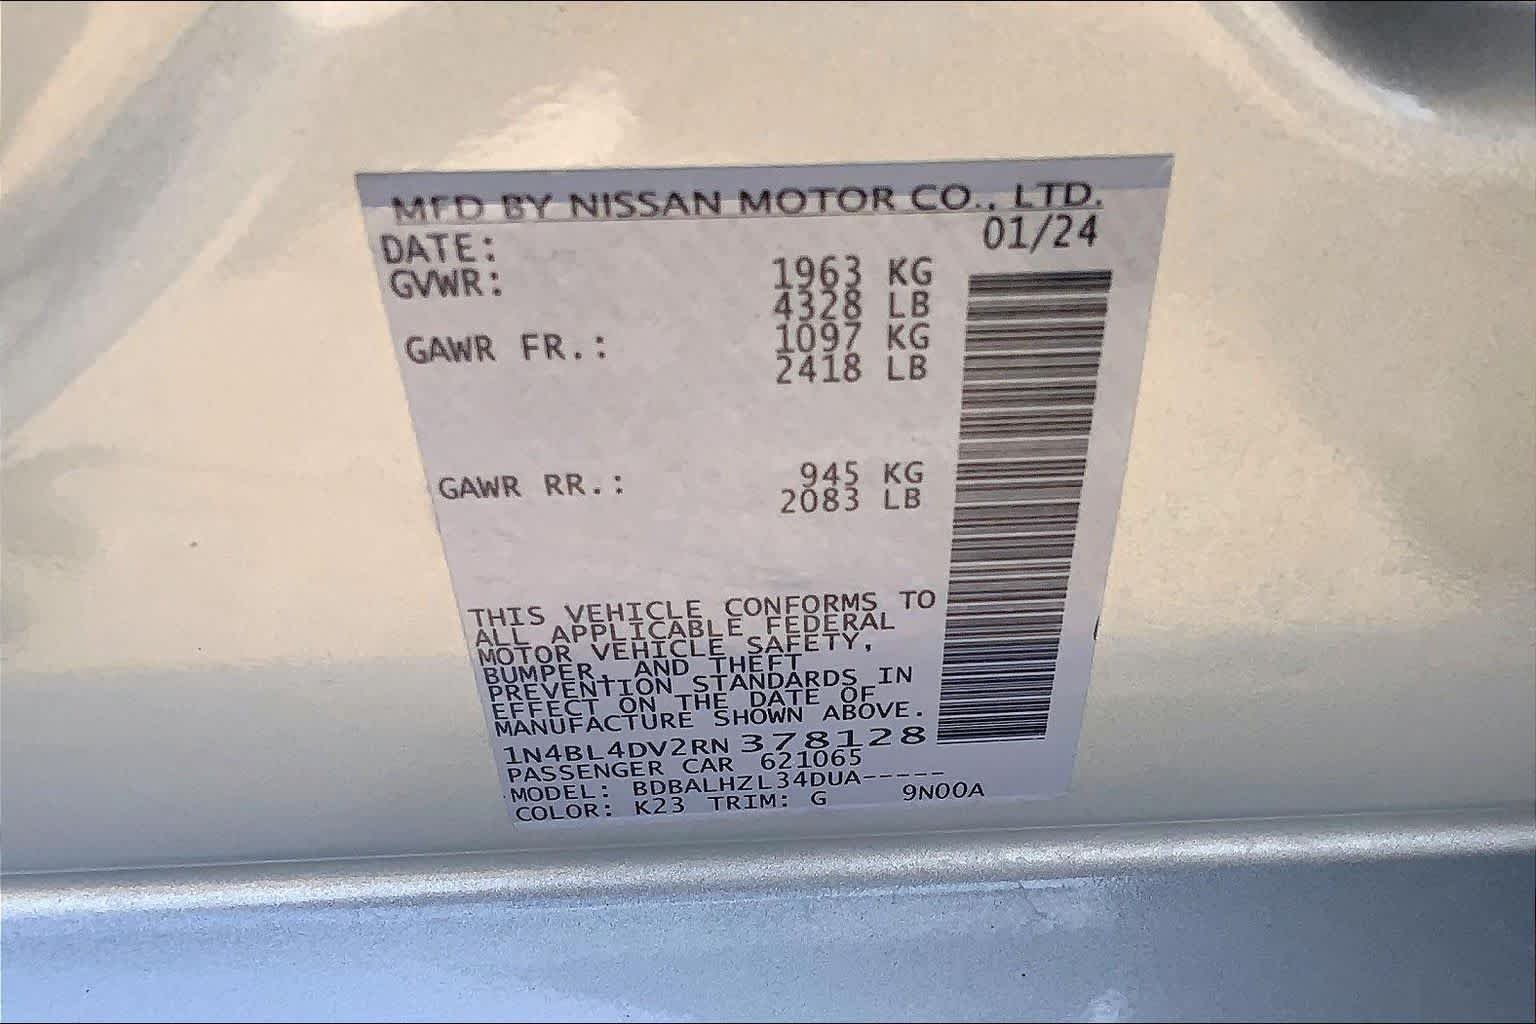 MFD BY NISSAN MOTOR CO., LTD.
DATE: 01/24
GVWR: 1963 KG
4328 LB
GAWR FR.: 1097 KG
2418 LB
GAWR RR.: 945 KG
2083 LB
THIS VEHICLE CONFORMS TO
ALL APPLICABLE FEDERAL
MOTOR VEHICLE SAFETY,
BUMPER, AND THEFT
PREVENTION STANDARDS IN
EFFECT ON THE DATE OF
MANUFACTURE SHOWN ABOVE.
1N4BL4DV2RN 378128
PASSENGER CAR 621065
MODEL: BDBALHZL34DUA-----
COLOR: K23 TRIM: G 9N00A